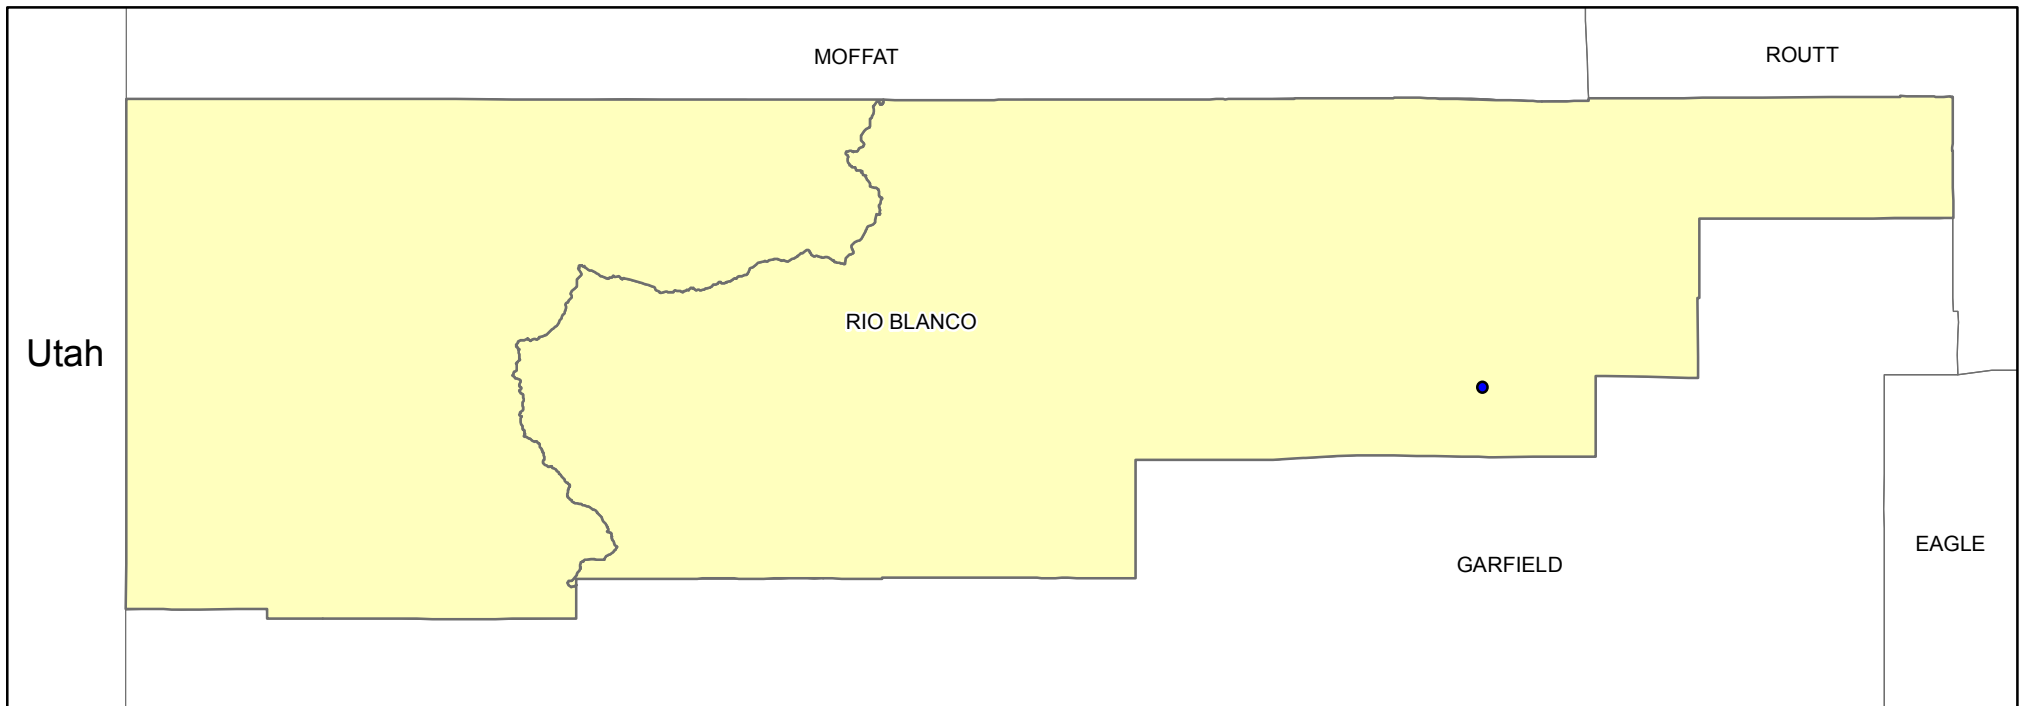 MOFFAT
ROUTT
RIO BLANCO
Utah
EAGLE
GARFIELD